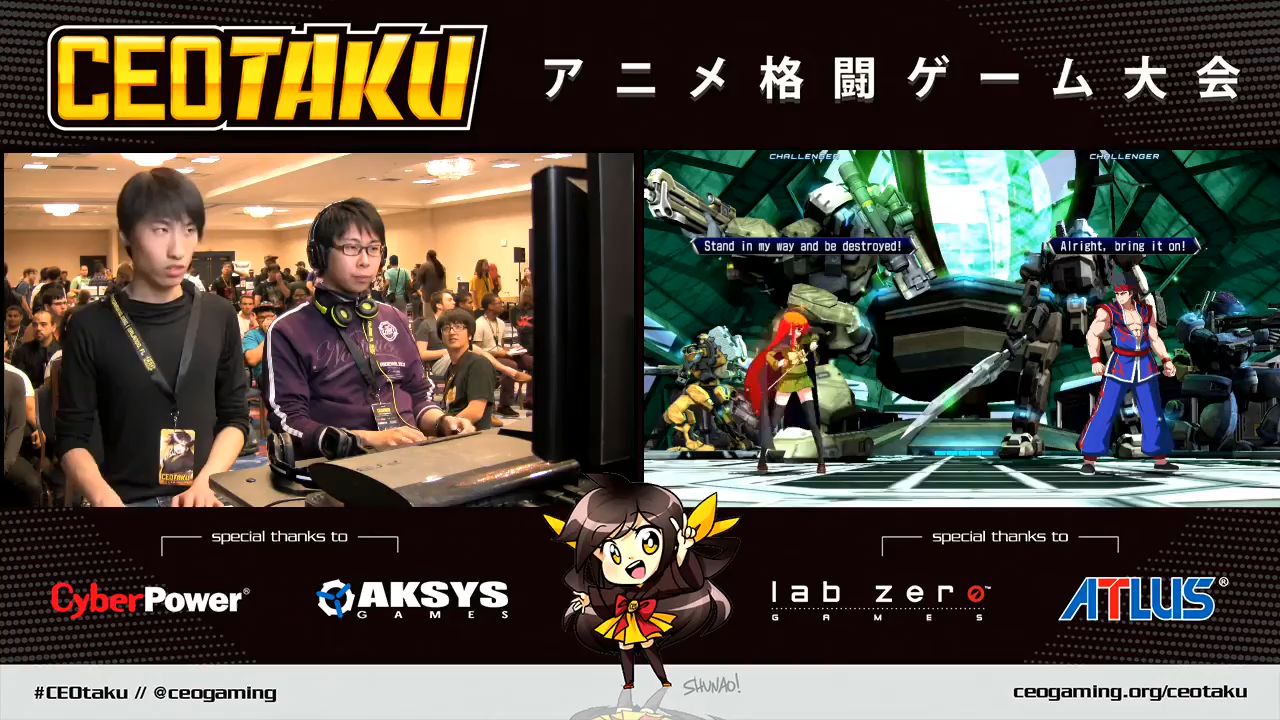 CEOTAKU
アニメ格闘ゲーム大会
CHALLENGER
CHALLENGER
Stand in my way and be destroyed!
Alright, bring it on!
CEOTAKU
special thanks to
special thanks to
CyberPower®
AKSYS
GAMES
lab zero™
GAMES
ATLUS®
SHUNAO!
#CEOtaku // @ceogaming
ceogaming.org/ceotaku